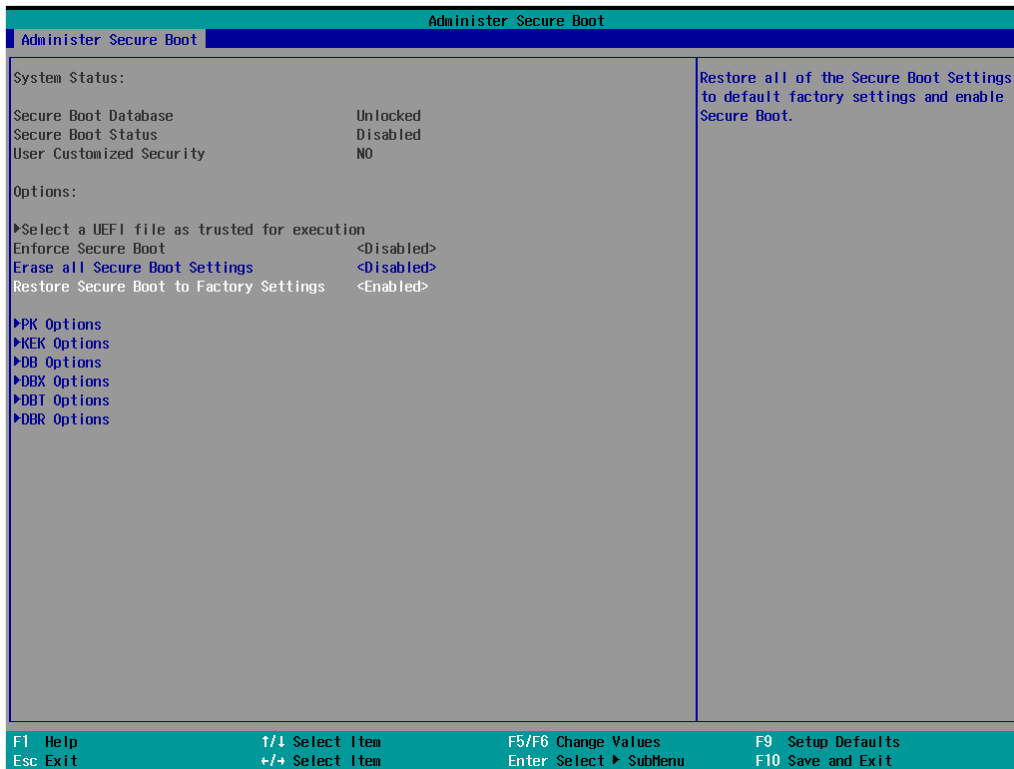 Administer Secure Boot
Administer Secure Boot
System Status:
Secure Boot Database Unlocked
Secure Boot Status Disabled
User Customized Security NO
Options:
▶Select a UEFI file as trusted for execution
Enforce Secure Boot <Disabled>
Erase all Secure Boot Settings <Disabled>
Restore Secure Boot to Factory Settings <Enabled>
▶PK Options
▶KEK Options
▶DB Options
▶DBX Options
▶DBT Options
▶DBR Options
Restore all of the Secure Boot Settings
to default factory settings and enable
Secure Boot.
F1 Help ↑/↓ Select Item F5/F6 Change Values F9 Setup Defaults
Esc Exit ←/→ Select Item Enter Select ▶ SubMenu F10 Save and Exit